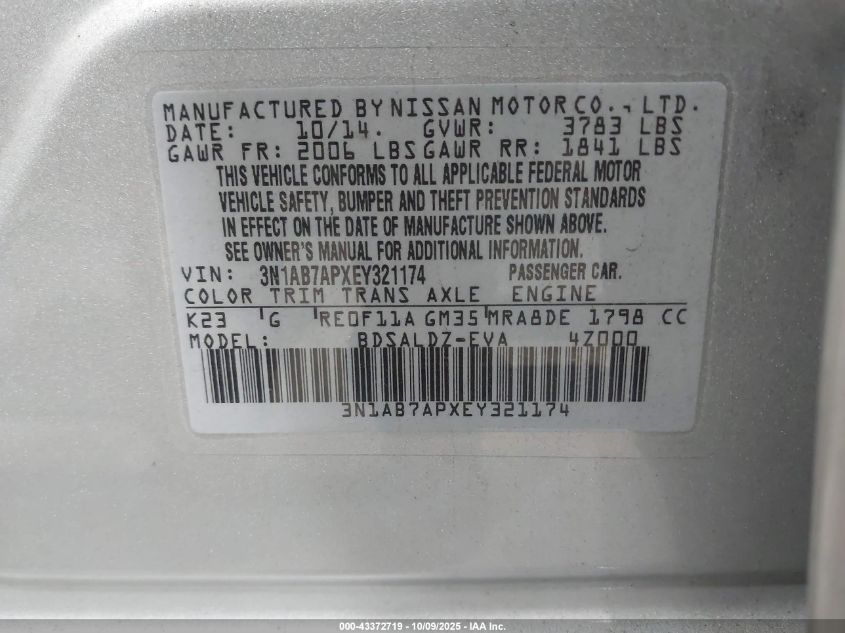 MANUFACTURED BY NISSAN MOTOR CO., LTD.
DATE: 10/14. GVWR: 3783 LBS
GAWR FR: 2006 LBS GAWR RR: 1841 LBS
THIS VEHICLE CONFORMS TO ALL APPLICABLE FEDERAL MOTOR
VEHICLE SAFETY, BUMPER AND THEFT PREVENTION STANDARDS
IN EFFECT ON THE DATE OF MANUFACTURE SHOWN ABOVE.
SEE OWNER'S MANUAL FOR ADDITIONAL INFORMATION.
VIN: 3N1AB7APXEY321174 PASSENGER CAR.
COLOR TRIM TRANS AXLE ENGINE
K23 G RE0F11A GM35 MRA8DE 1798 CC
MODEL: BDSALDZ-EVA 4Z000
3N1AB7APXEY321174
000-43372719 - 10/09/2025 - IAA Inc.